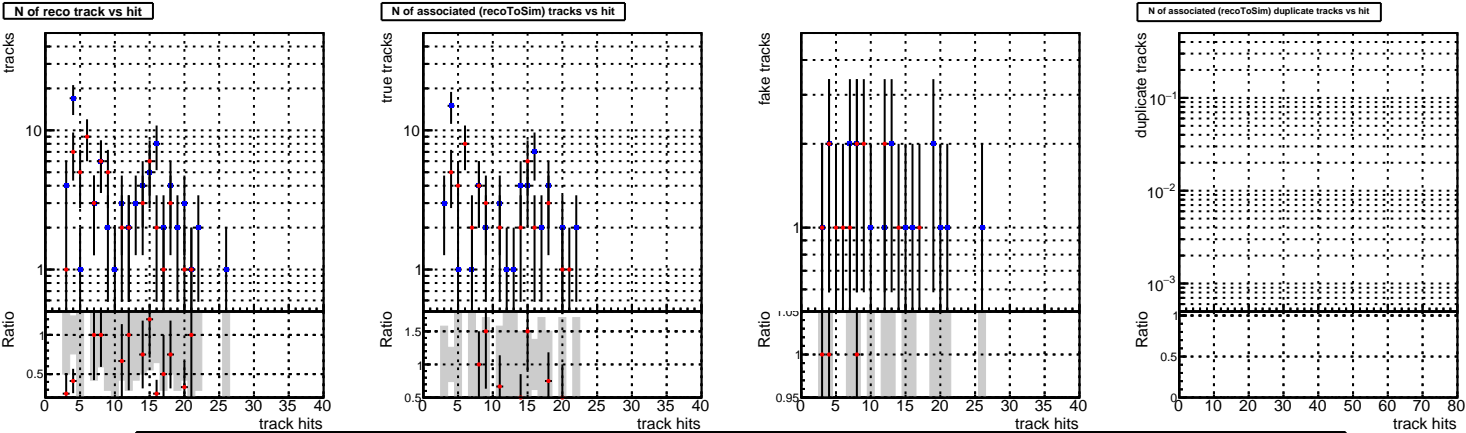 N of reco track vs hit
tracks
10
1
Ratio
1
0.5
0 5 10 15 20 25 30 35 40
track hits
N of associated (recoToSim) tracks vs hit
true tracks
10
1
Ratio
1.5
1
0.5
0 5 10 15 20 25 30 35 40
track hits
fake tracks
1
Ratio
1.05
1
0.95
0 5 10 15 20 25 30 35 40
track hits
N of associated (recoToSim) duplicate tracks vs hit
duplicate tracks
10⁻¹
10⁻²
10⁻³
Ratio
1
0.5
0
0 10 20 30 40 50 60 70 80
track hits